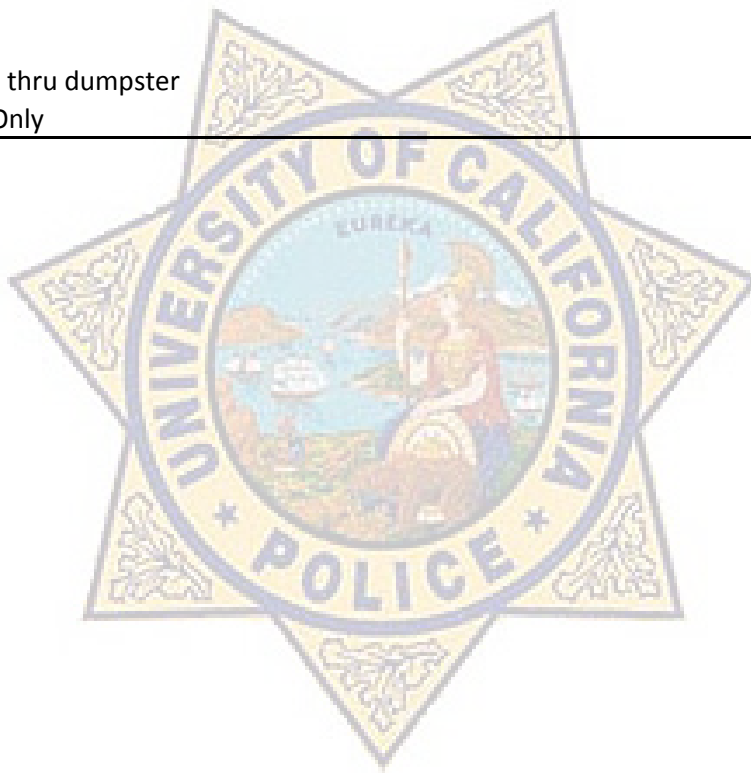 thru dumpster
Only
UNIVERSITY OF CALIFORNIA
EUREKA
* POLICE *